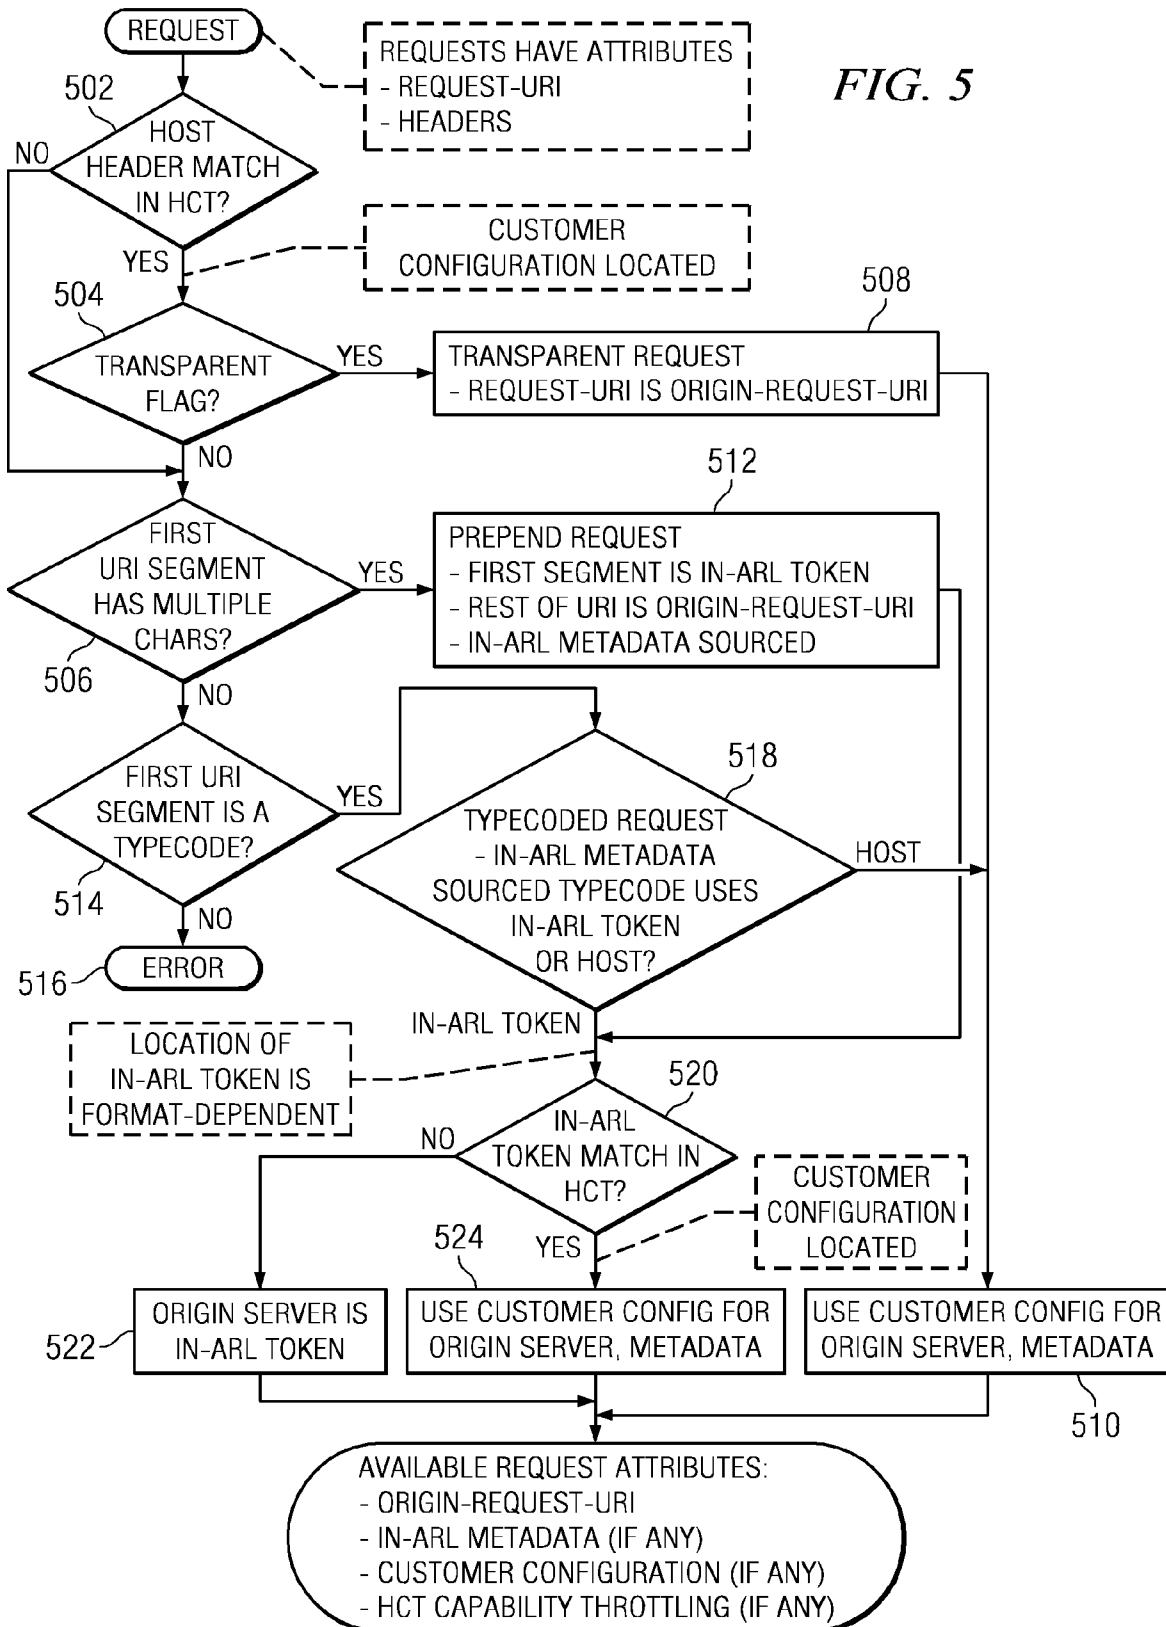 REQUEST
REQUESTS HAVE ATTRIBUTES
- REQUEST-URI
- HEADERS
FIG. 5
502
HOST
HEADER MATCH
IN HCT?
NO
YES
CUSTOMER
CONFIGURATION LOCATED
504
TRANSPARENT
FLAG?
YES
NO
508
TRANSPARENT REQUEST
- REQUEST-URI IS ORIGIN-REQUEST-URI
512
FIRST
URI SEGMENT
HAS MULTIPLE
CHARS?
506
YES
NO
PREPEND REQUEST
- FIRST SEGMENT IS IN-ARL TOKEN
- REST OF URI IS ORIGIN-REQUEST-URI
- IN-ARL METADATA SOURCED
FIRST URI
SEGMENT IS A
TYPECODE?
514
YES
NO
ERROR
516
518
TYPECODED REQUEST
- IN-ARL METADATA
SOURCED TYPECODE USES
IN-ARL TOKEN
OR HOST?
HOST
IN-ARL TOKEN
LOCATION OF
IN-ARL TOKEN IS
FORMAT-DEPENDENT
520
IN-ARL
TOKEN MATCH IN
HCT?
NO
YES
CUSTOMER
CONFIGURATION
LOCATED
524
522
ORIGIN SERVER IS
IN-ARL TOKEN
USE CUSTOMER CONFIG FOR
ORIGIN SERVER, METADATA
USE CUSTOMER CONFIG FOR
ORIGIN SERVER, METADATA
510
AVAILABLE REQUEST ATTRIBUTES:
- ORIGIN-REQUEST-URI
- IN-ARL METADATA (IF ANY)
- CUSTOMER CONFIGURATION (IF ANY)
- HCT CAPABILITY THROTTLING (IF ANY)